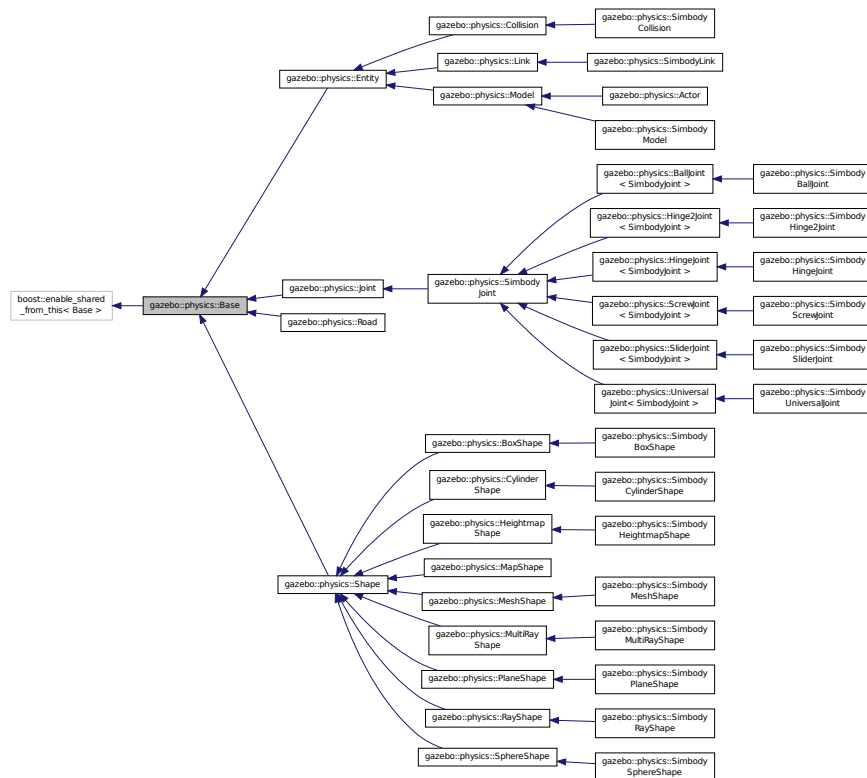 gazebo::physics::Collision
gazebo::physics::Simbody
Collision
gazebo::physics::Entity
gazebo::physics::Link
gazebo::physics::SimbodyLink
gazebo::physics::Model
gazebo::physics::Actor
gazebo::physics::Simbody
Model
gazebo::physics::BallJoint
< SimbodyJoint >
gazebo::physics::Simbody
BallJoint
gazebo::physics::Hinge2Joint
< SimbodyJoint >
gazebo::physics::Simbody
Hinge2Joint
boost::enable_shared
_from_this< Base >
gazebo::physics::Base
gazebo::physics::Joint
gazebo::physics::Simbody
Joint
gazebo::physics::HingeJoint
< SimbodyJoint >
gazebo::physics::Simbody
HingeJoint
gazebo::physics::Road
gazebo::physics::ScrewJoint
< SimbodyJoint >
gazebo::physics::Simbody
ScrewJoint
gazebo::physics::SliderJoint
< SimbodyJoint >
gazebo::physics::Simbody
SliderJoint
gazebo::physics::Universal
Joint< SimbodyJoint >
gazebo::physics::Simbody
UniversalJoint
gazebo::physics::BoxShape
gazebo::physics::Simbody
BoxShape
gazebo::physics::Cylinder
Shape
gazebo::physics::Simbody
CylinderShape
gazebo::physics::Heightmap
Shape
gazebo::physics::Simbody
HeightmapShape
gazebo::physics::Shape
gazebo::physics::MapShape
gazebo::physics::MeshShape
gazebo::physics::Simbody
MeshShape
gazebo::physics::MultiRay
Shape
gazebo::physics::Simbody
MultiRayShape
gazebo::physics::PlaneShape
gazebo::physics::Simbody
PlaneShape
gazebo::physics::RayShape
gazebo::physics::Simbody
RayShape
gazebo::physics::SphereShape
gazebo::physics::Simbody
SphereShape